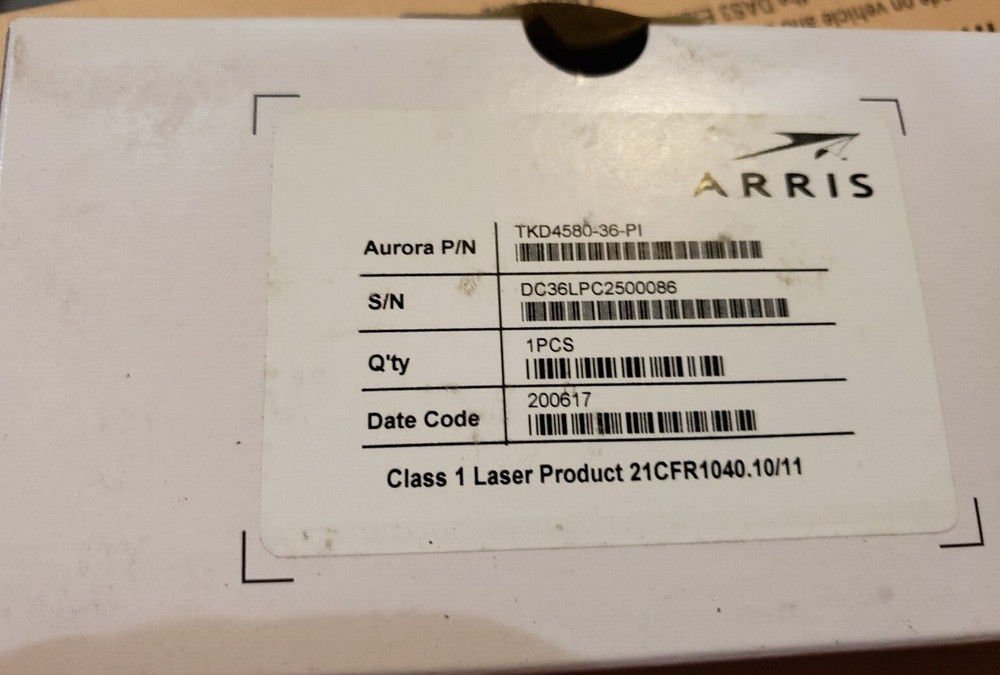 ARRIS
Aurora P/N TKD4580-36-PI
S/N DC36LPC2500086
Q'ty 1PCS
Date Code 200617
Class 1 Laser Product 21CFR1040.10/11